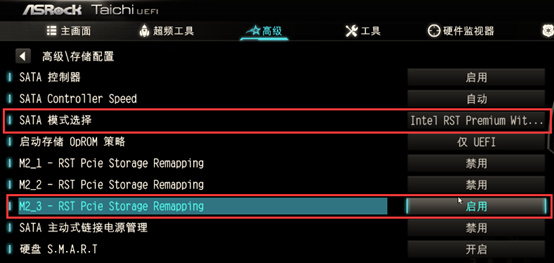 ASRock Taichi UEFI
主画面 超频工具 高级 工具 硬件监视器
高级\存储配置
SATA 控制器 启用
SATA Controller Speed 自动
SATA 模式选择 Intel RST Premium Wit...
启动存储 OpROM 策略 仅 UEFI
M2_1 - RST Pcie Storage Remapping 禁用
M2_2 - RST Pcie Storage Remapping 禁用
M2_3 - RST Pcie Storage Remapping 启用
SATA 主动式链接电源管理 禁用
硬盘 S.M.A.R.T 开启